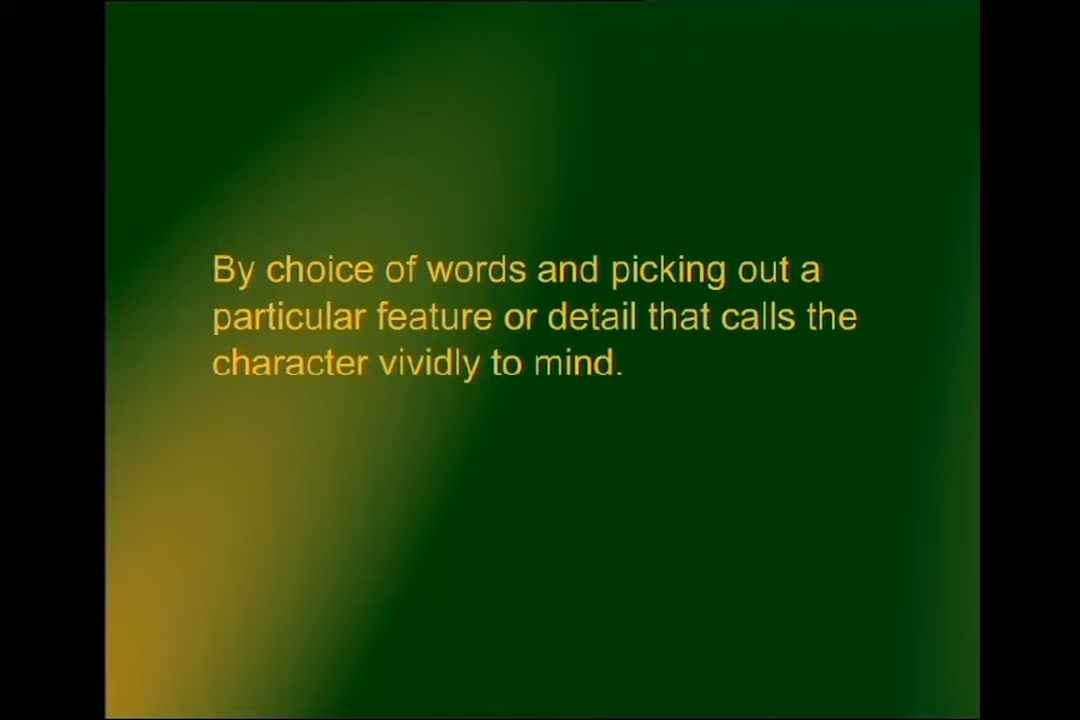 By choice of words and picking out a
particular feature or detail that calls the
character vividly to mind.